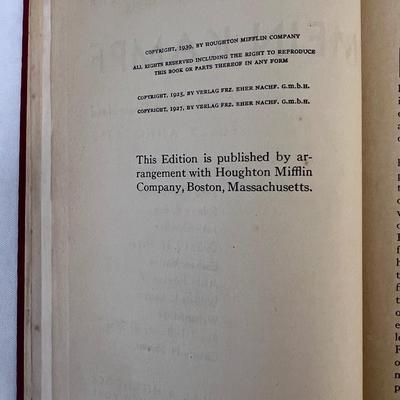 COPYRIGHT, 1939, BY HOUGHTON MIFFLIN COMPANY
ALL RIGHTS RESERVED INCLUDING THE RIGHT TO REPRODUCE
THIS BOOK OR PARTS THEREOF IN ANY FORM
COPYRIGHT, 1925, BY VERLAG FRZ. EHER NACHF. G.m.b.H.
COPYRIGHT, 1927, BY VERLAG FRZ. EHER NACHF. G.m.b.H.
This Edition is published by ar-
rangement with Houghton Mifflin
Company, Boston, Massachusetts.